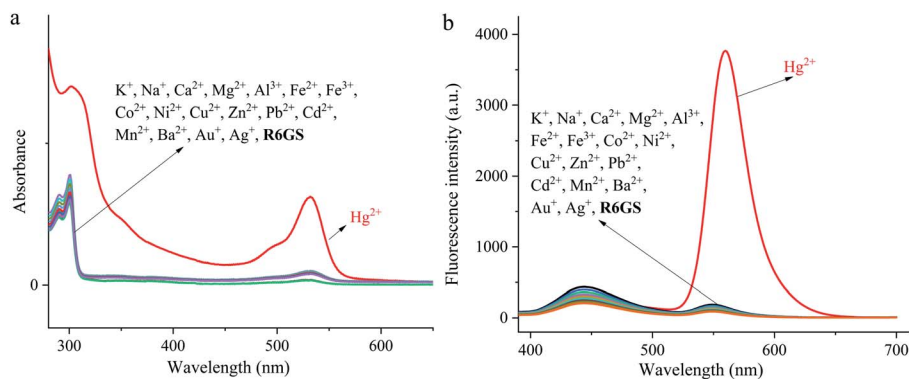 a
K⁺, Na⁺, Ca²⁺, Mg²⁺, Al³⁺, Fe²⁺, Fe³⁺,
Co²⁺, Ni²⁺, Cu²⁺, Zn²⁺, Pb²⁺, Cd²⁺,
Mn²⁺, Ba²⁺, Au⁺, Ag⁺, R6GS
Hg²⁺
Absorbance
0
300 400 500 600
Wavelength (nm)
b
4000
3000
2000
1000
0
Fluorescence intensity (a.u.)
Hg²⁺
K⁺, Na⁺, Ca²⁺, Mg²⁺, Al³⁺,
Fe²⁺, Fe³⁺, Co²⁺, Ni²⁺,
Cu²⁺, Zn²⁺, Pb²⁺,
Cd²⁺, Mn²⁺, Ba²⁺,
Au⁺, Ag⁺, R6GS
400 500 600 700
Wavelength (nm)